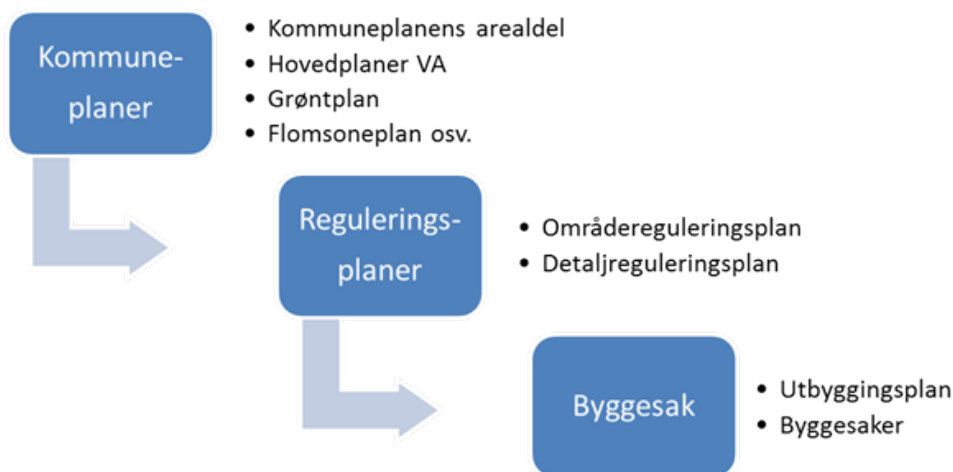 Kommune-
planer
• Kommuneplanens arealdel
• Hovedplaner VA
• Grøntplan
• Flomsoneplan osv.
Regulerings-
planer
• Områdereguleringsplan
• Detaljreguleringsplan
Byggesak
• Utbyggingsplan
• Byggesaker